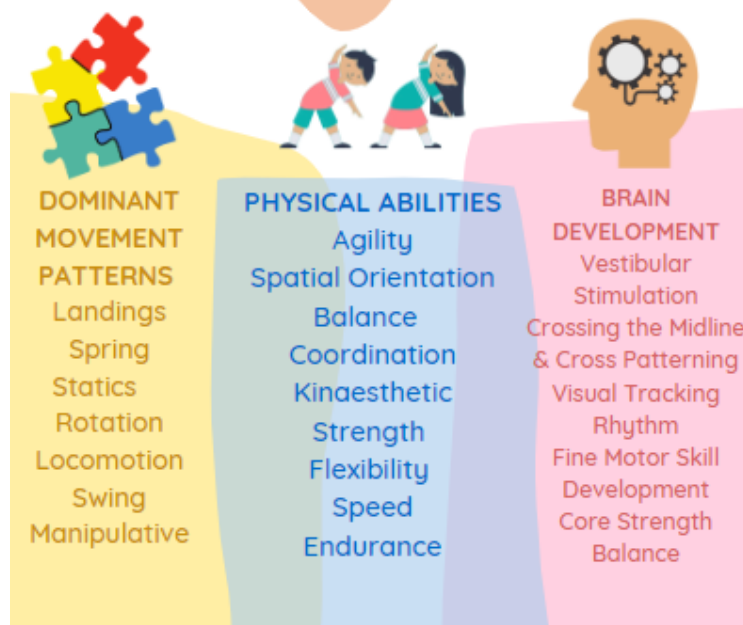 DOMINANT
MOVEMENT
PATTERNS
Landings
Spring
Statics
Rotation
Locomotion
Swing
Manipulative
PHYSICAL ABILITIES
Agility
Spatial Orientation
Balance
Coordination
Kinaesthetic
Strength
Flexibility
Speed
Endurance
BRAIN
DEVELOPMENT
Vestibular
Stimulation
Crossing the Midline
& Cross Patterning
Visual Tracking
Rhythm
Fine Motor Skill
Development
Core Strength
Balance